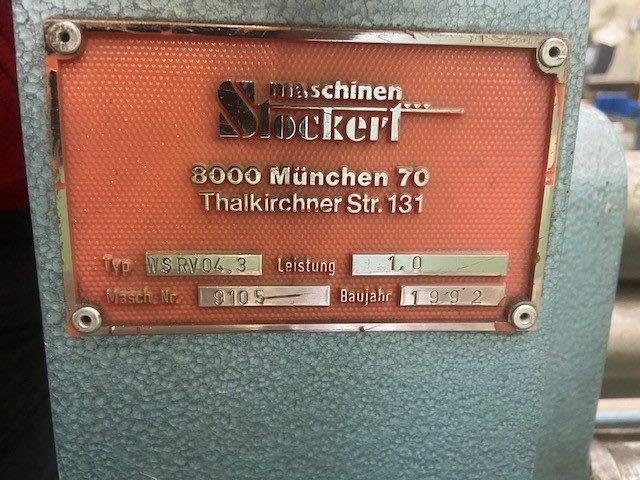 maschinen
Stockert
8000 München 70
Thalkirchner Str. 131
Typ WSRV04,3 Leistung 1,0
Masch. Nr. 9105 Baujahr 1992